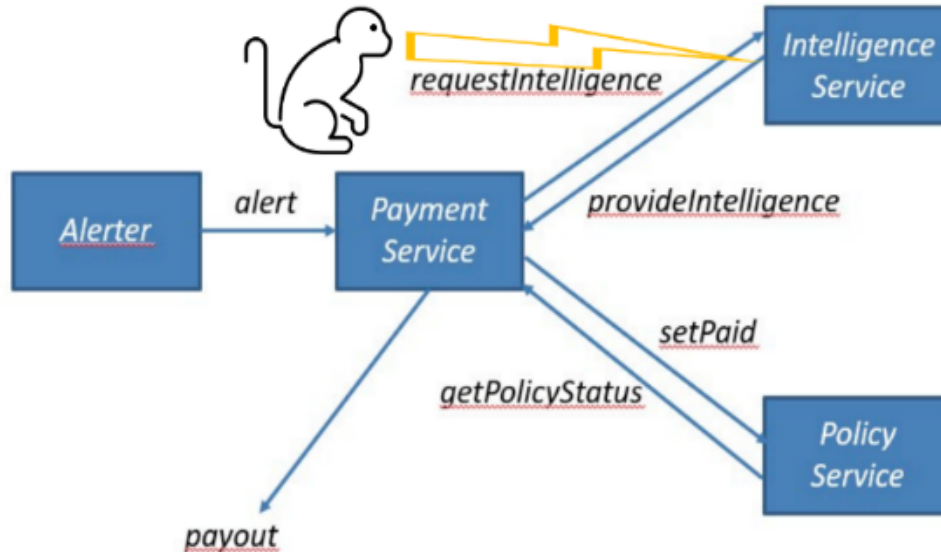 Intelligence
Service
requestIntelligence
alert
Payment
Service
provideIntelligence
Alerter
setPaid
getPolicyStatus
Policy
Service
payout